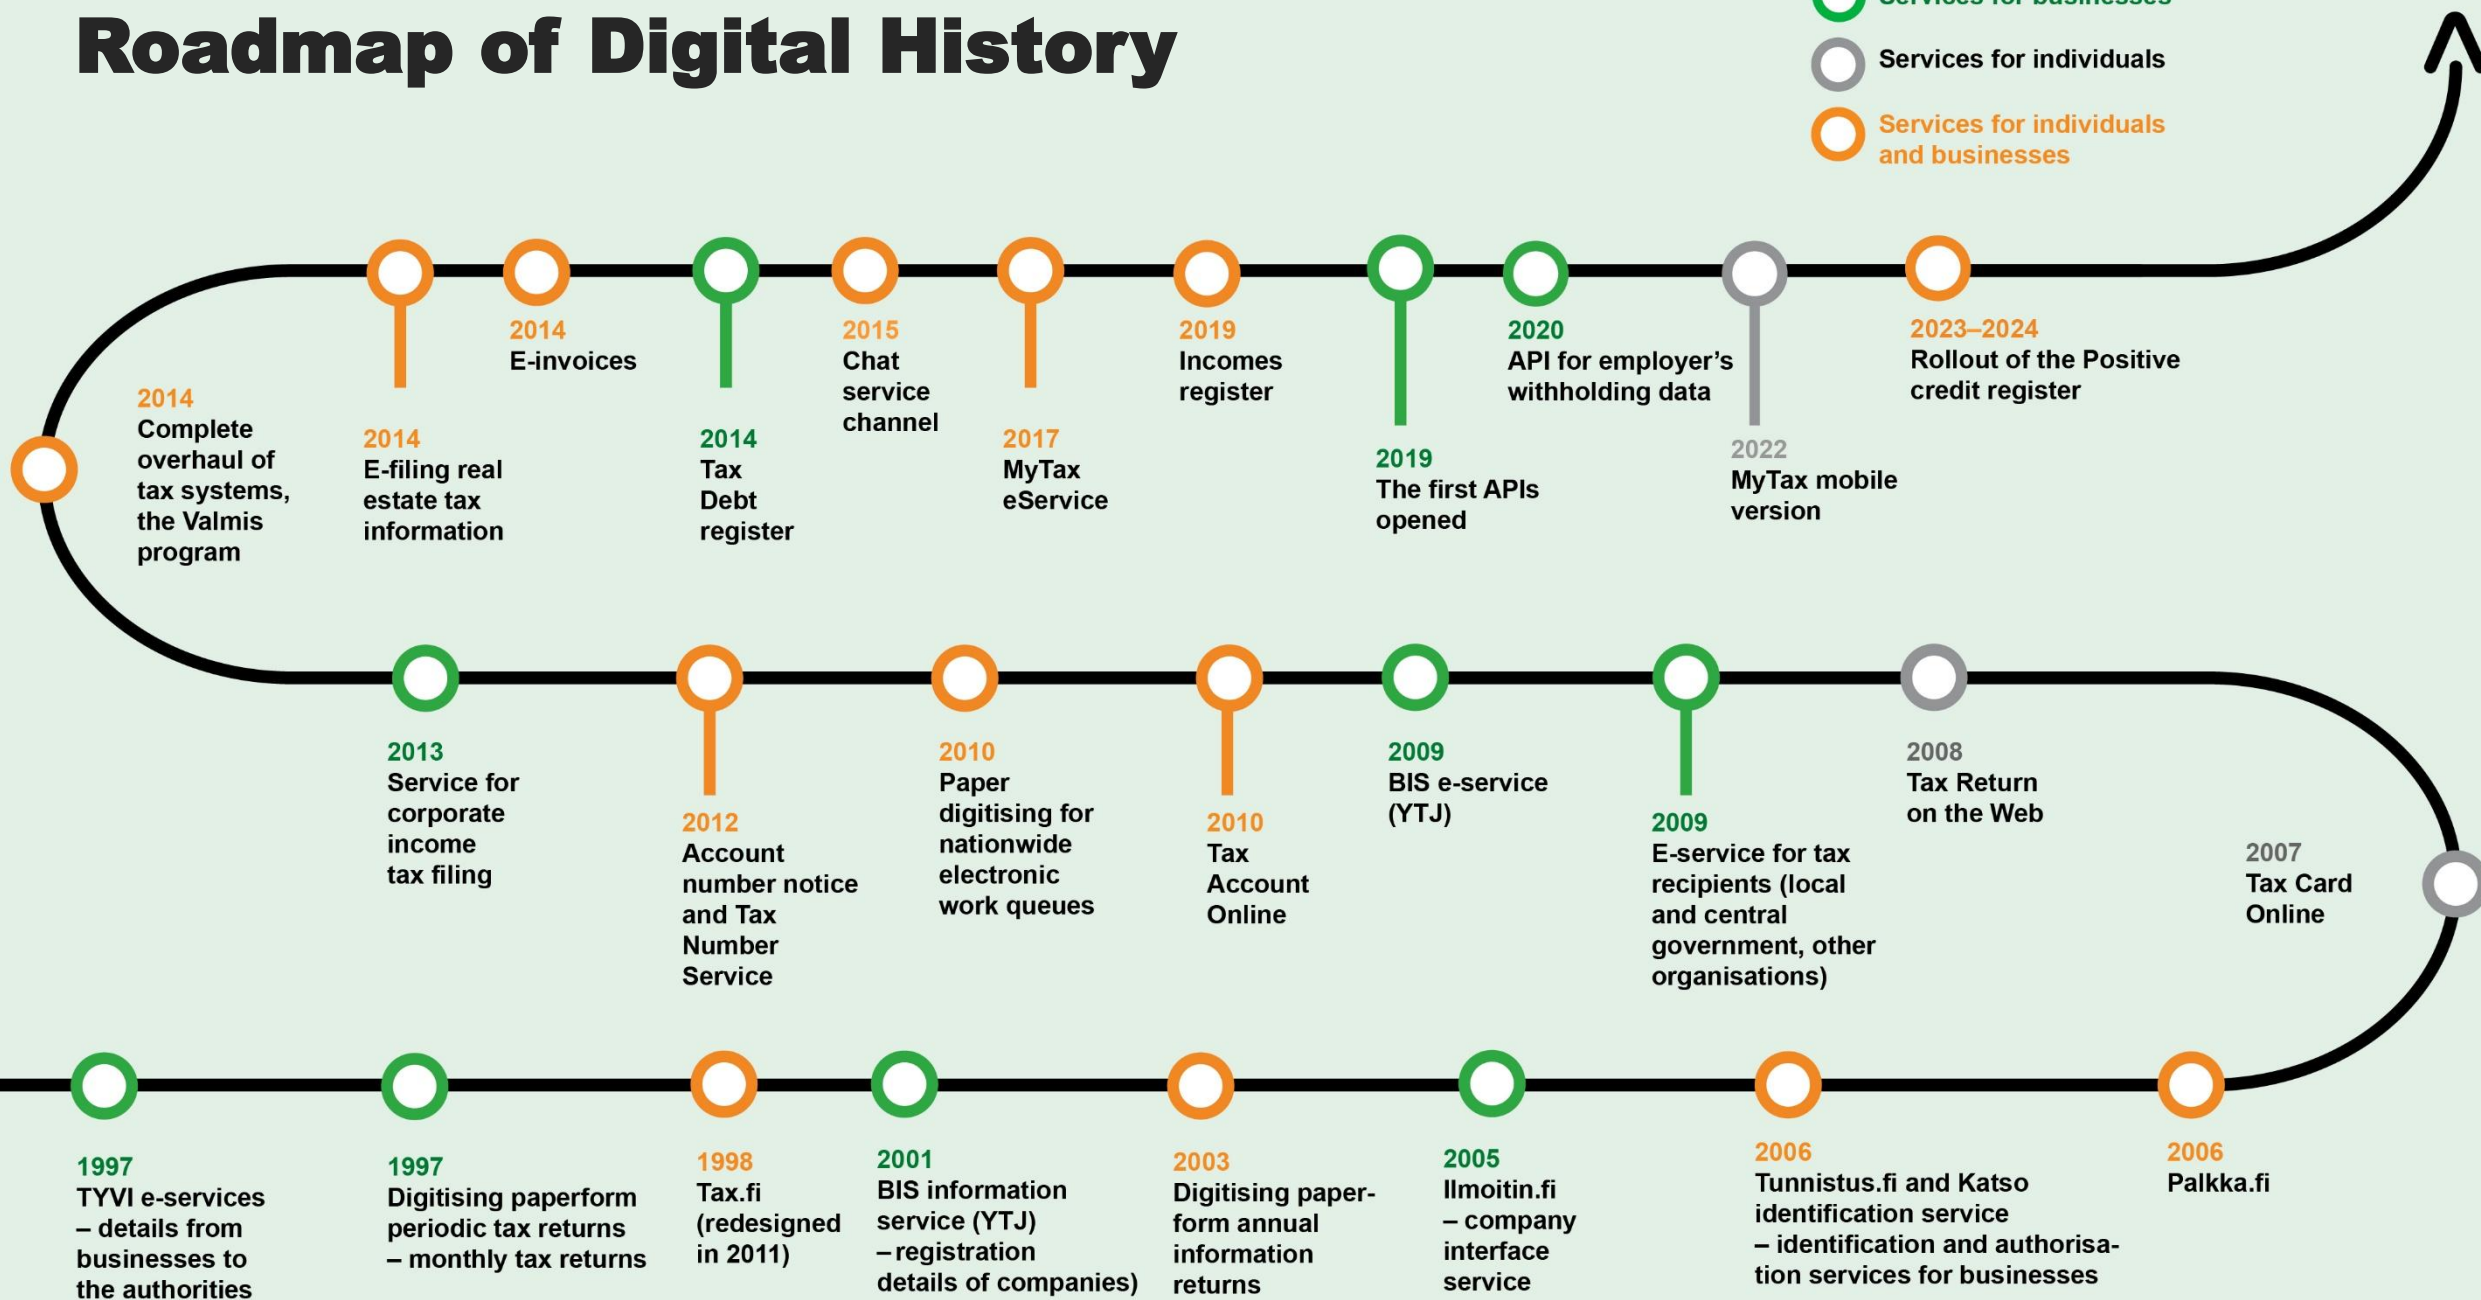 Roadmap of Digital History
Services for businesses
Services for individuals
Services for individuals
and businesses
2014
Complete
overhaul of
tax systems,
the Valmis
program
2014
E-filing real
estate tax
information
2014
E-invoices
2014
Tax
Debt
register
2015
Chat
service
channel
2017
MyTax
eService
2019
Incomes
register
2019
The first APIs
opened
2020
API for employer’s
withholding data
2022
MyTax mobile
version
2023–2024
Rollout of the Positive
credit register
2013
Service for
corporate
income
tax filing
2012
Account
number notice
and Tax
Number
Service
2010
Paper
digitising for
nationwide
electronic
work queues
2010
Tax
Account
Online
2009
BIS e-service
(YTJ)
2009
E-service for tax
recipients (local
and central
government, other
organisations)
2008
Tax Return
on the Web
2007
Tax Card
Online
1997
TYVI e-services
– details from
businesses to
the authorities
1997
Digitising paperform
periodic tax returns
– monthly tax returns
1998
Tax.fi
(redesigned
in 2011)
2001
BIS information
service (YTJ)
– registration
details of companies)
2003
Digitising paper-
form annual
information
returns
2005
Ilmoitin.fi
– company
interface
service
2006
Tunnistus.fi and Katso
identification service
– identification and authorisa-
tion services for businesses
2006
Palkka.fi